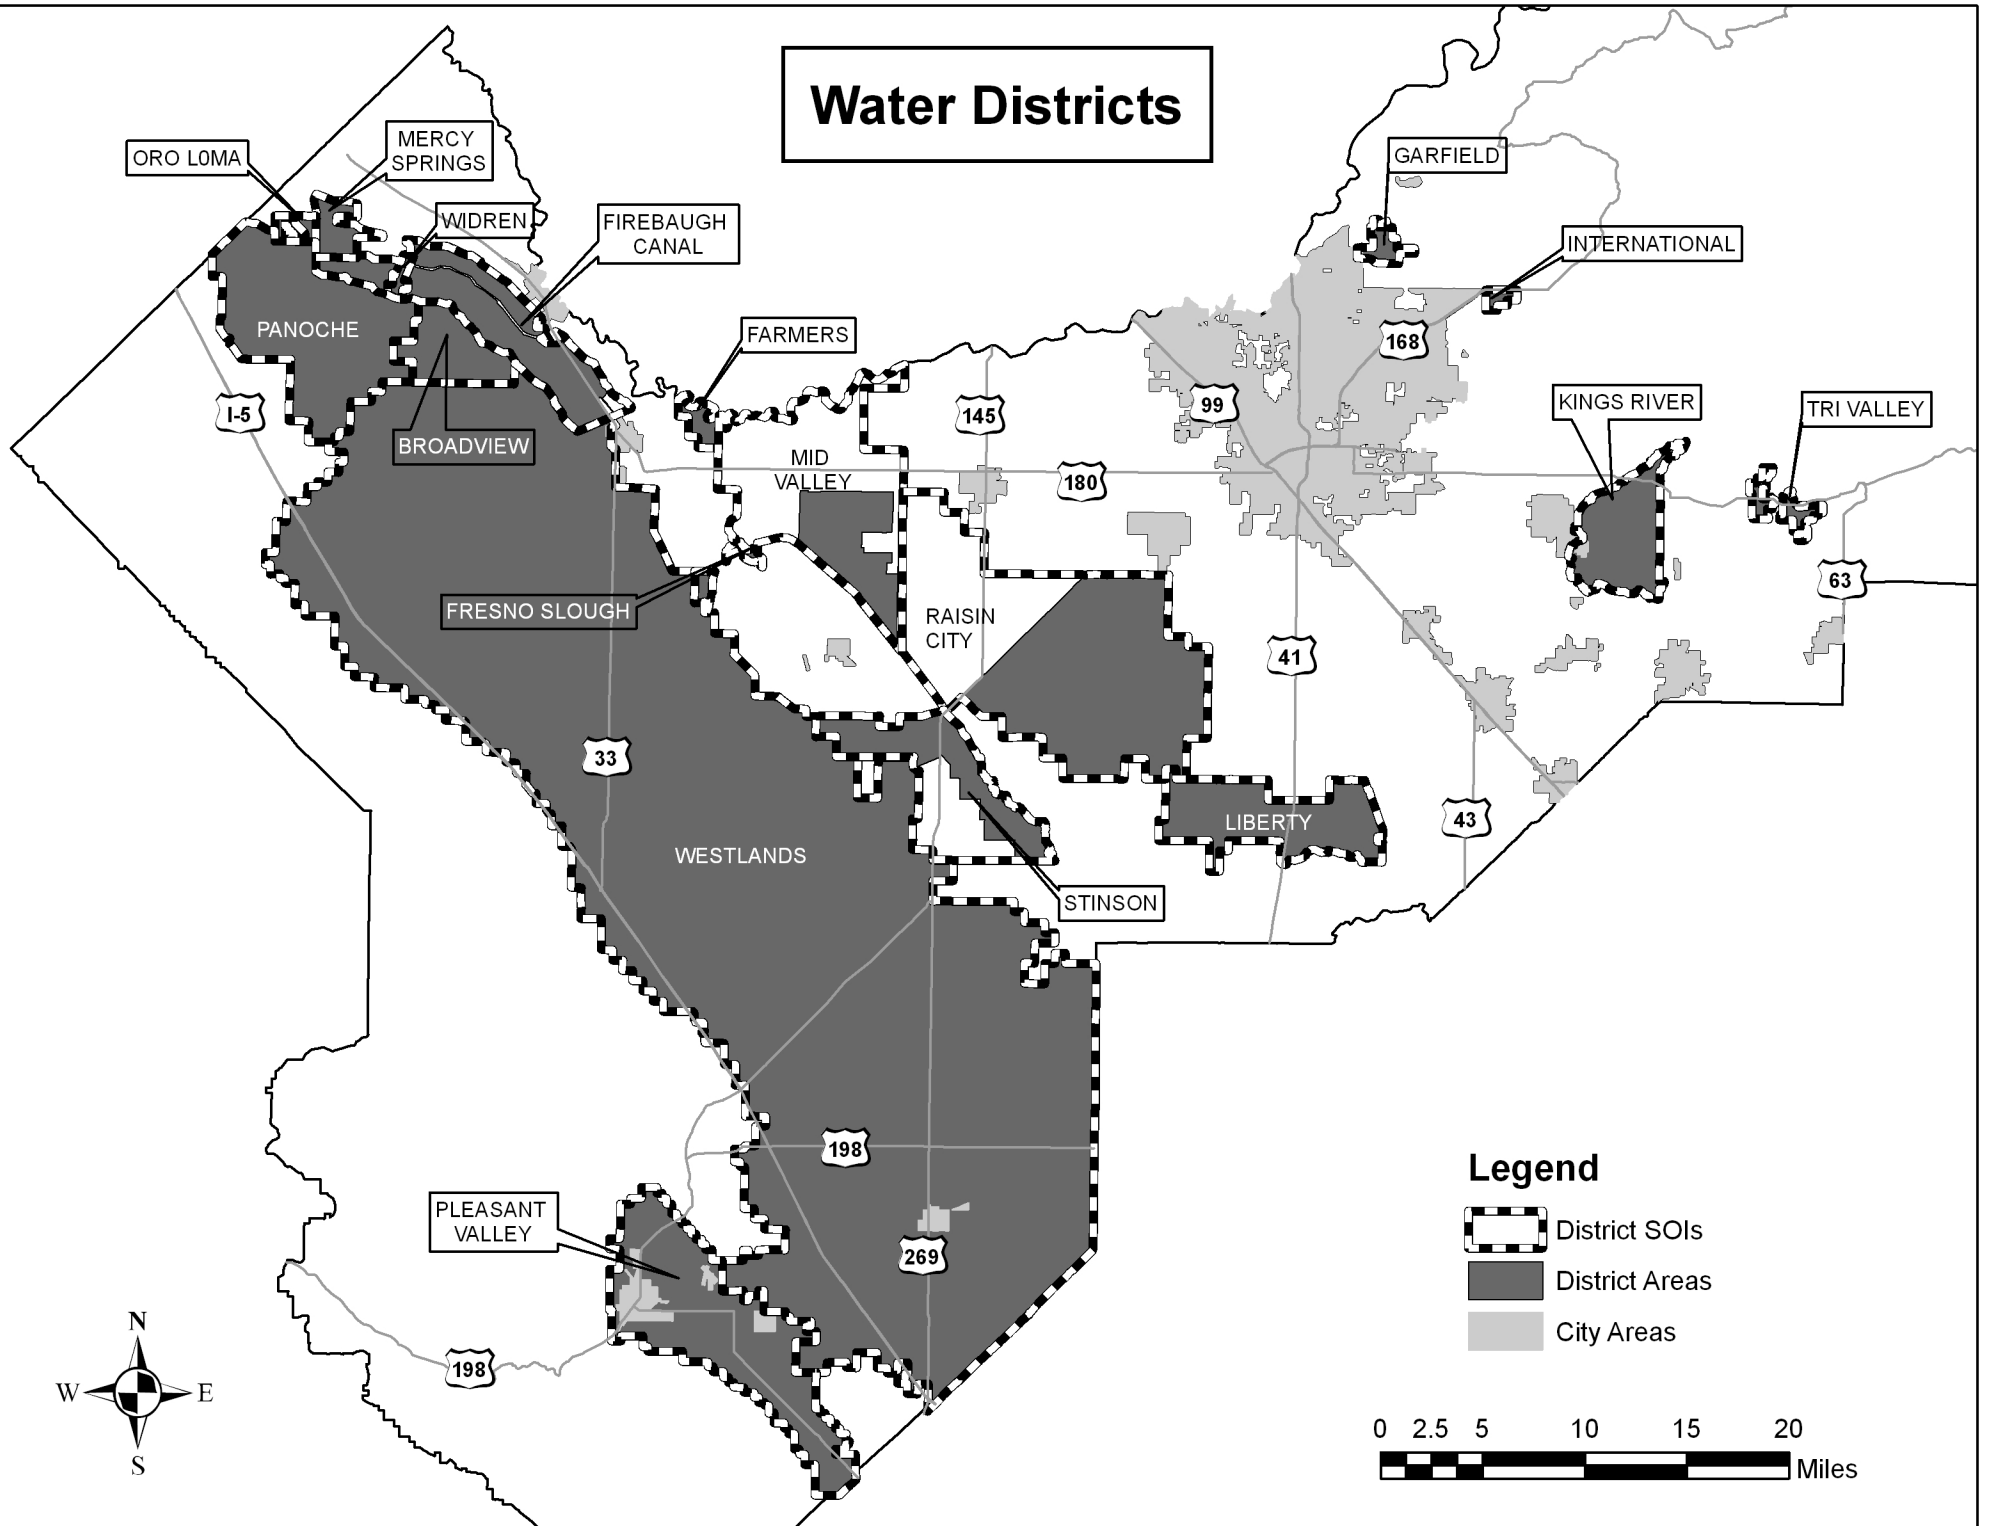 Water Districts
ORO L0MA
MERCY
SPRINGS
WIDREN
FIREBAUGH
CANAL
GARFIELD
INTERNATIONAL
PANOCHE
FARMERS
168
I-5
145
99
KINGS RIVER
TRI VALLEY
BROADVIEW
MID
VALLEY
180
FRESNO SLOUGH
RAISIN
CITY
63
41
33
WESTLANDS
LIBERTY
43
STINSON
198
PLEASANT
VALLEY
269
198
Legend
District SOIs
District Areas
City Areas
N
W
E
S
0 2.5 5 10 15 20
Miles